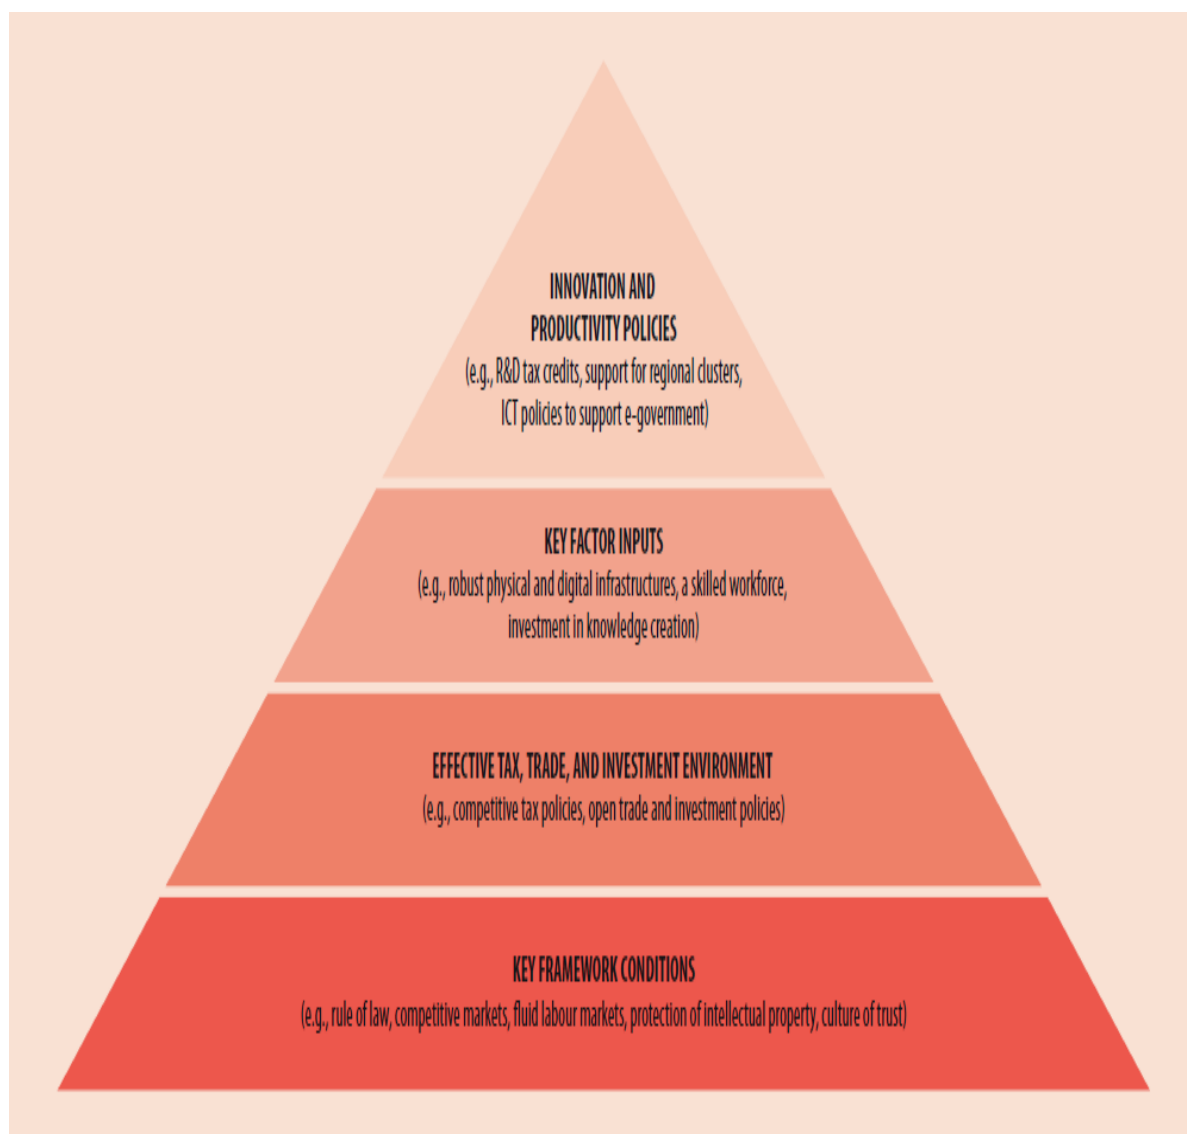 INNOVATION AND
PRODUCTIVITY POLICIES
(e.g., R&D tax credits, support for regional clusters,
ICT policies to support e-government)
KEY FACTOR INPUTS
(e.g., robust physical and digital infrastructures, a skilled workforce,
investment in knowledge creation)
EFFECTIVE TAX, TRADE, AND INVESTMENT ENVIRONMENT
(e.g., competitive tax policies, open trade and investment policies)
KEY FRAMEWORK CONDITIONS
(e.g., rule of law, competitive markets, fluid labour markets, protection of intellectual property, culture of trust)